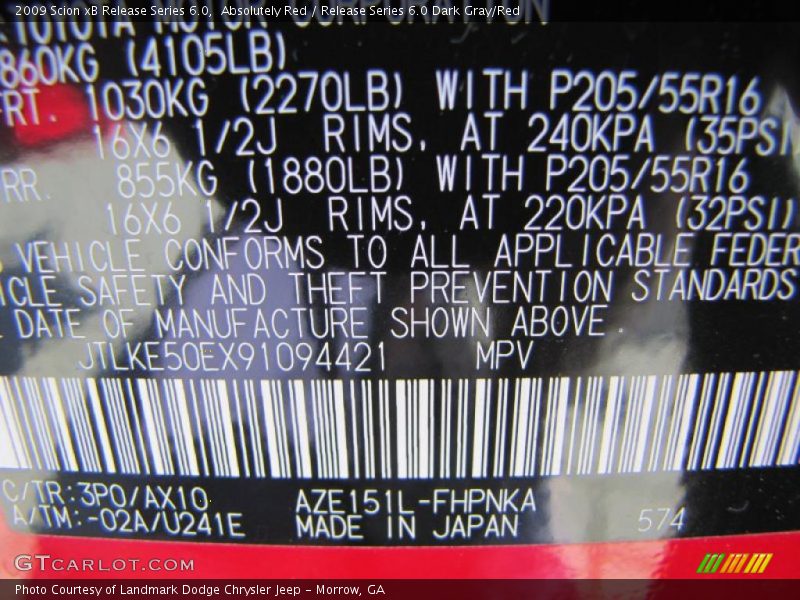 2009 Scion xB Release Series 6.0, Absolutely Red / Release Series 6.0 Dark Gray/Red
TOYOTA MOTOR CORPORATION
860KG (4105LB)
FRT. 1030KG (2270LB) WITH P205/55R16
16X6 1/2J RIMS, AT 240KPA (35PSI)
RR. 855KG (1880LB) WITH P205/55R16
16X6 1/2J RIMS, AT 220KPA (32PSI)
VEHICLE CONFORMS TO ALL APPLICABLE FEDER
ICLE SAFETY AND THEFT PREVENTION STANDARDS
DATE OF MANUFACTURE SHOWN ABOVE.
JTLKE50EX91094421 MPV
C/TR:3P0/AX10
A/TM:-02A/U241E
AZE151L-FHPNKA
MADE IN JAPAN
574
GTCARLOT.COM
Photo Courtesy of Landmark Dodge Chrysler Jeep - Morrow, GA